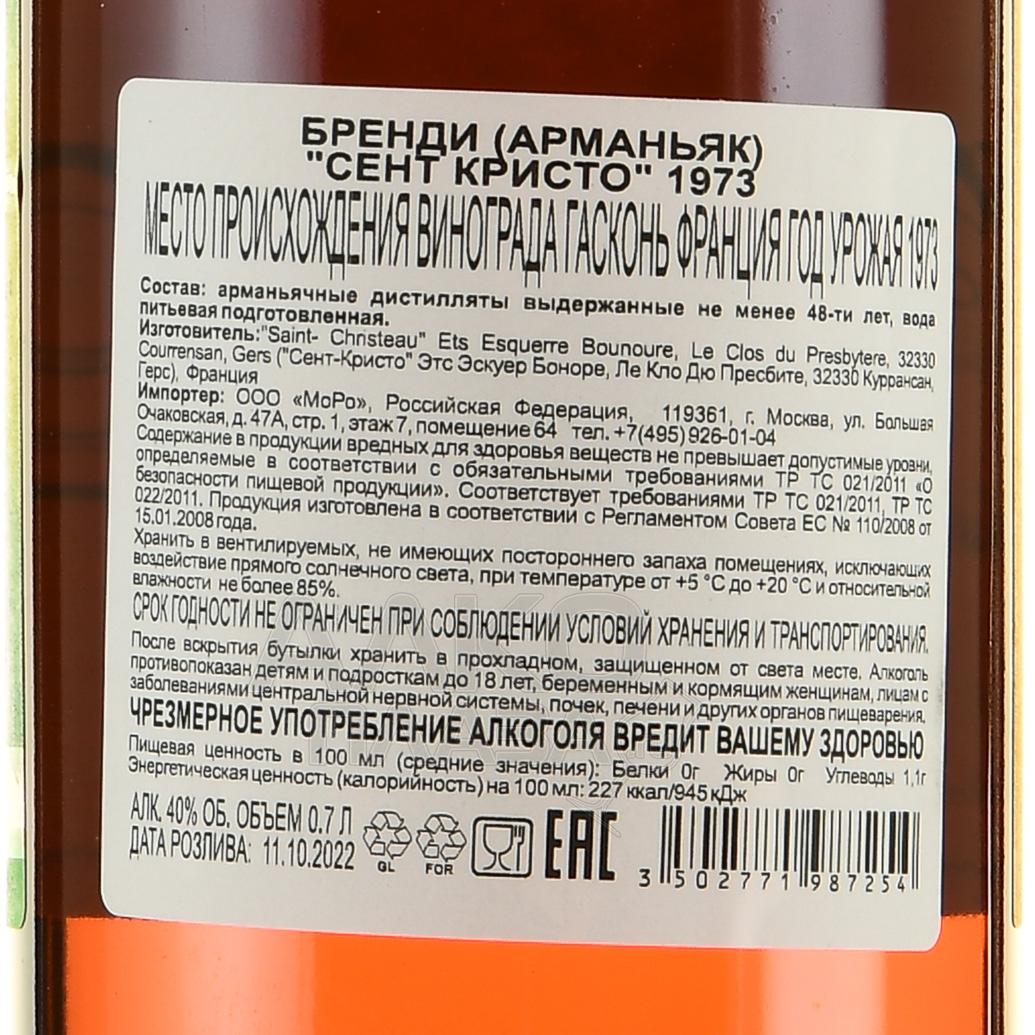 БРЕНДИ (АРМАНЬЯК)
"СЕНТ КРИСТО" 1973
МЕСТО ПРОИСХОЖДЕНИЯ ВИНОГРАДА ГАСКОНЬ ФРАНЦИЯ ГОД УРОЖАЯ 1973
Состав: арманьячные дистилляты выдержанные не менее 48-ти лет, вода
питьевая подготовленная.
Изготовитель:"Saint- Christeau" Ets Esquerre Bounoure, Le Clos du Presbytere, 32330
Courrensan, Gers ("Сент-Кристо" Этс Эскуер Боноре, Ле Кло Дю Пресбите, 32330 Куррансан,
Герс), Франция
Импортер: ООО «МоРо», Российская Федерация, 119361, г. Москва, ул. Большая
Очаковская, д. 47А, стр. 1, этаж 7, помещение 64 тел. +7(495) 926-01-04
Содержание в продукции вредных для здоровья веществ не превышает допустимые уровни,
определяемые в соответствии с обязательными требованиями ТР ТС 021/2011 «О
безопасности пищевой продукции». Соответствует требованиями ТР ТС 021/2011, ТР ТС
022/2011. Продукция изготовлена в соответствии с Регламентом Совета ЕС № 110/2008 от
15.01.2008 года.
Хранить в вентилируемых, не имеющих постороннего запаха помещениях, исключающих
воздействие прямого солнечного света, при температуре от +5 °С до +20 °С и относительной
влажности не более 85%.
СРОК ГОДНОСТИ НЕ ОГРАНИЧЕН ПРИ СОБЛЮДЕНИИ УСЛОВИЙ ХРАНЕНИЯ И ТРАНСПОРТИРОВАНИЯ.
После вскрытия бутылки хранить в прохладном, защищенном от света месте. Алкоголь
противопоказан детям и подросткам до 18 лет, беременным и кормящим женщинам, лицам с
заболеваниями центральной нервной системы, почек, печени и других органов пищеварения.
ЧРЕЗМЕРНОЕ УПОТРЕБЛЕНИЕ АЛКОГОЛЯ ВРЕДИТ ВАШЕМУ ЗДОРОВЬЮ
Пищевая ценность в 100 мл (средние значения): Белки 0г Жиры 0г Углеводы 1,1г
Энергетическая ценность (калорийность) на 100 мл: 227 ккал/945 кДж
АЛК. 40% ОБ. ОБЪЕМ 0.7 Л
ДАТА РОЗЛИВА: 11.10.2022
GL FOR EAC
3 502771 987254